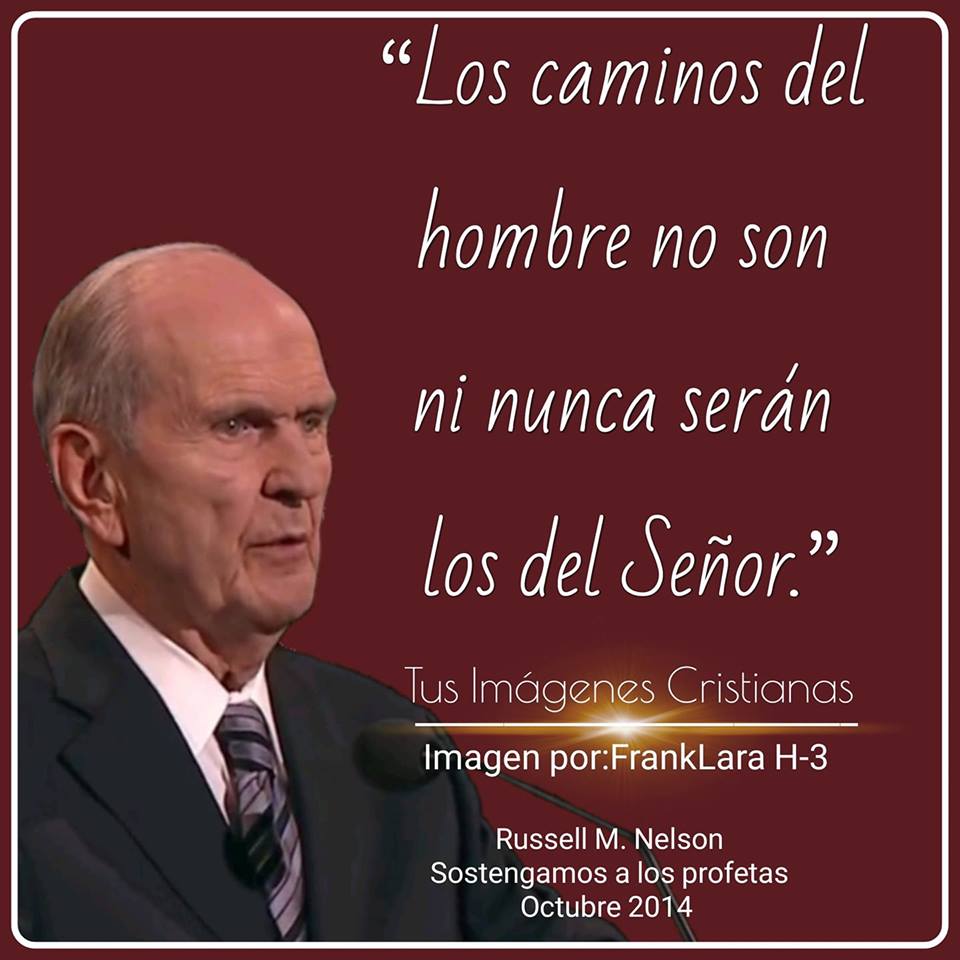 “Los caminos del
hombre no son
ni nunca serán
los del Señor.”
Tus Imágenes Cristianas
Imagen por:FrankLara H-3
Russell M. Nelson
Sostengamos a los profetas
Octubre 2014